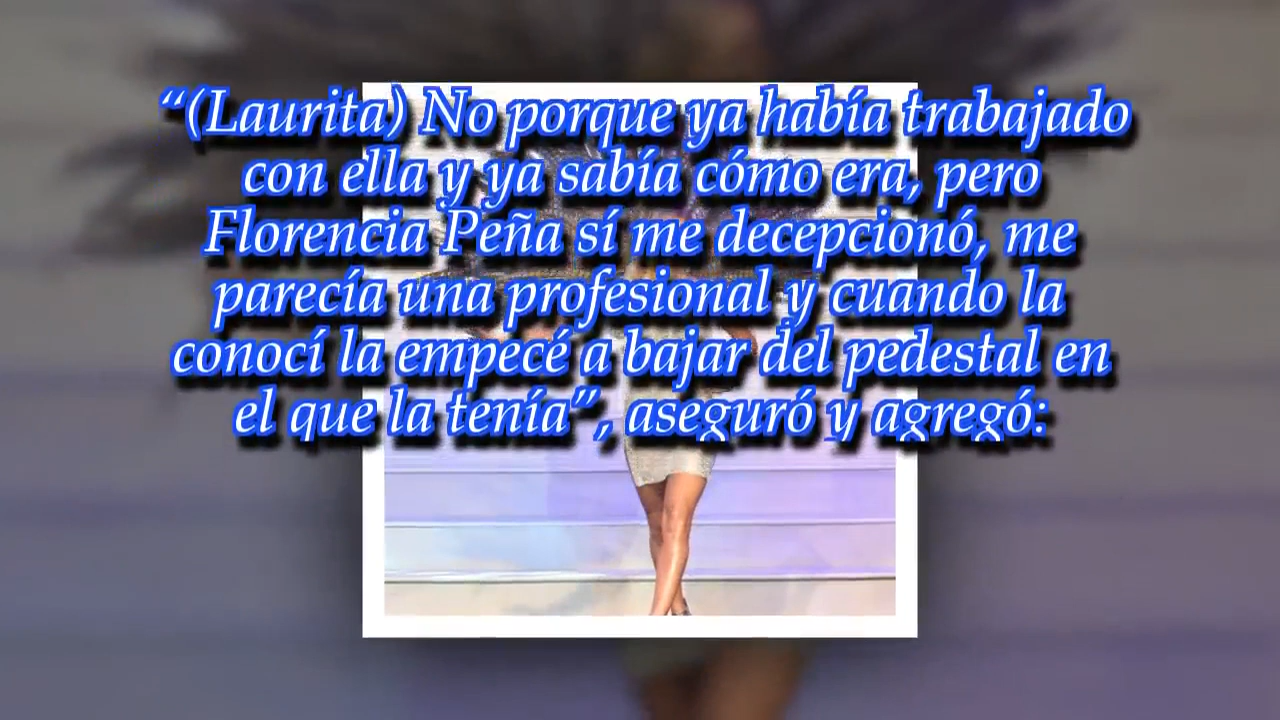 “(Laurita) No porque ya había trabajado
con ella y ya sabía cómo era, pero
Florencia Peña sí me decepcionó, me
parecía una profesional y cuando la
conocí la empecé a bajar del pedestal en
el que la tenía”, aseguró y agregó: